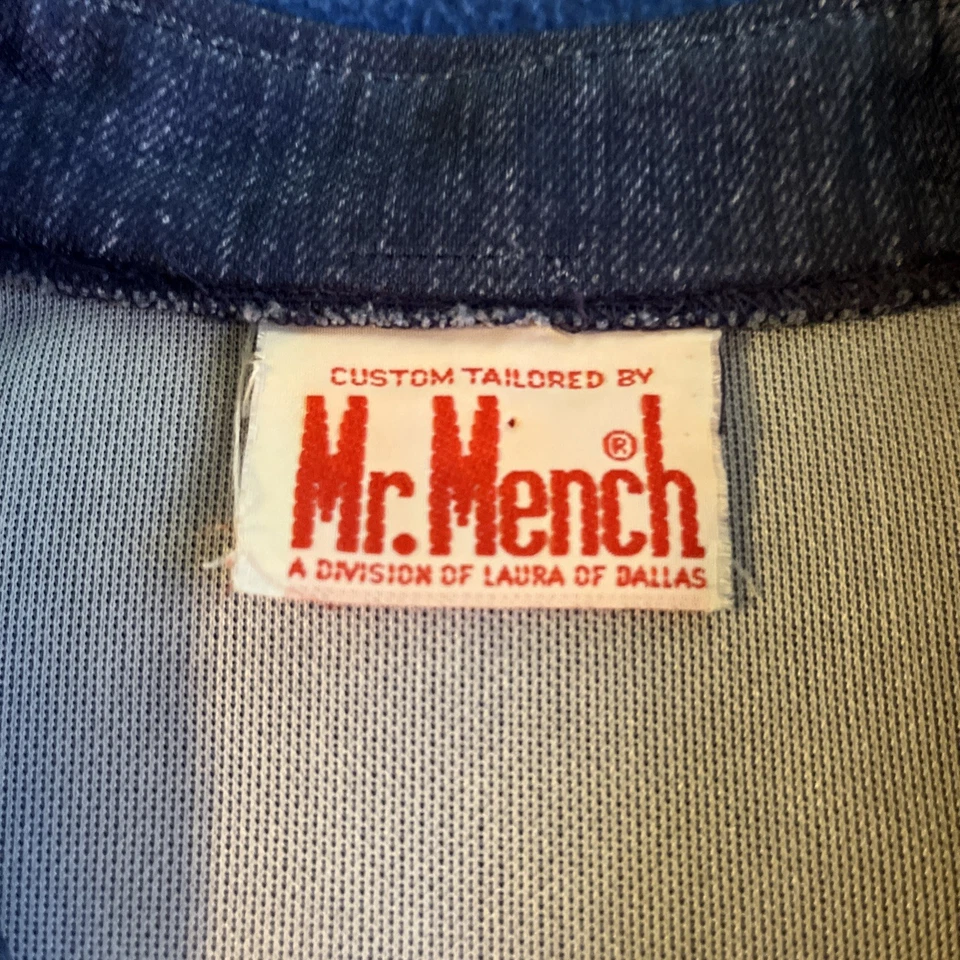 CUSTOM TAILORED BY
Mr. Mench®
A DIVISION OF LAURA OF DALLAS